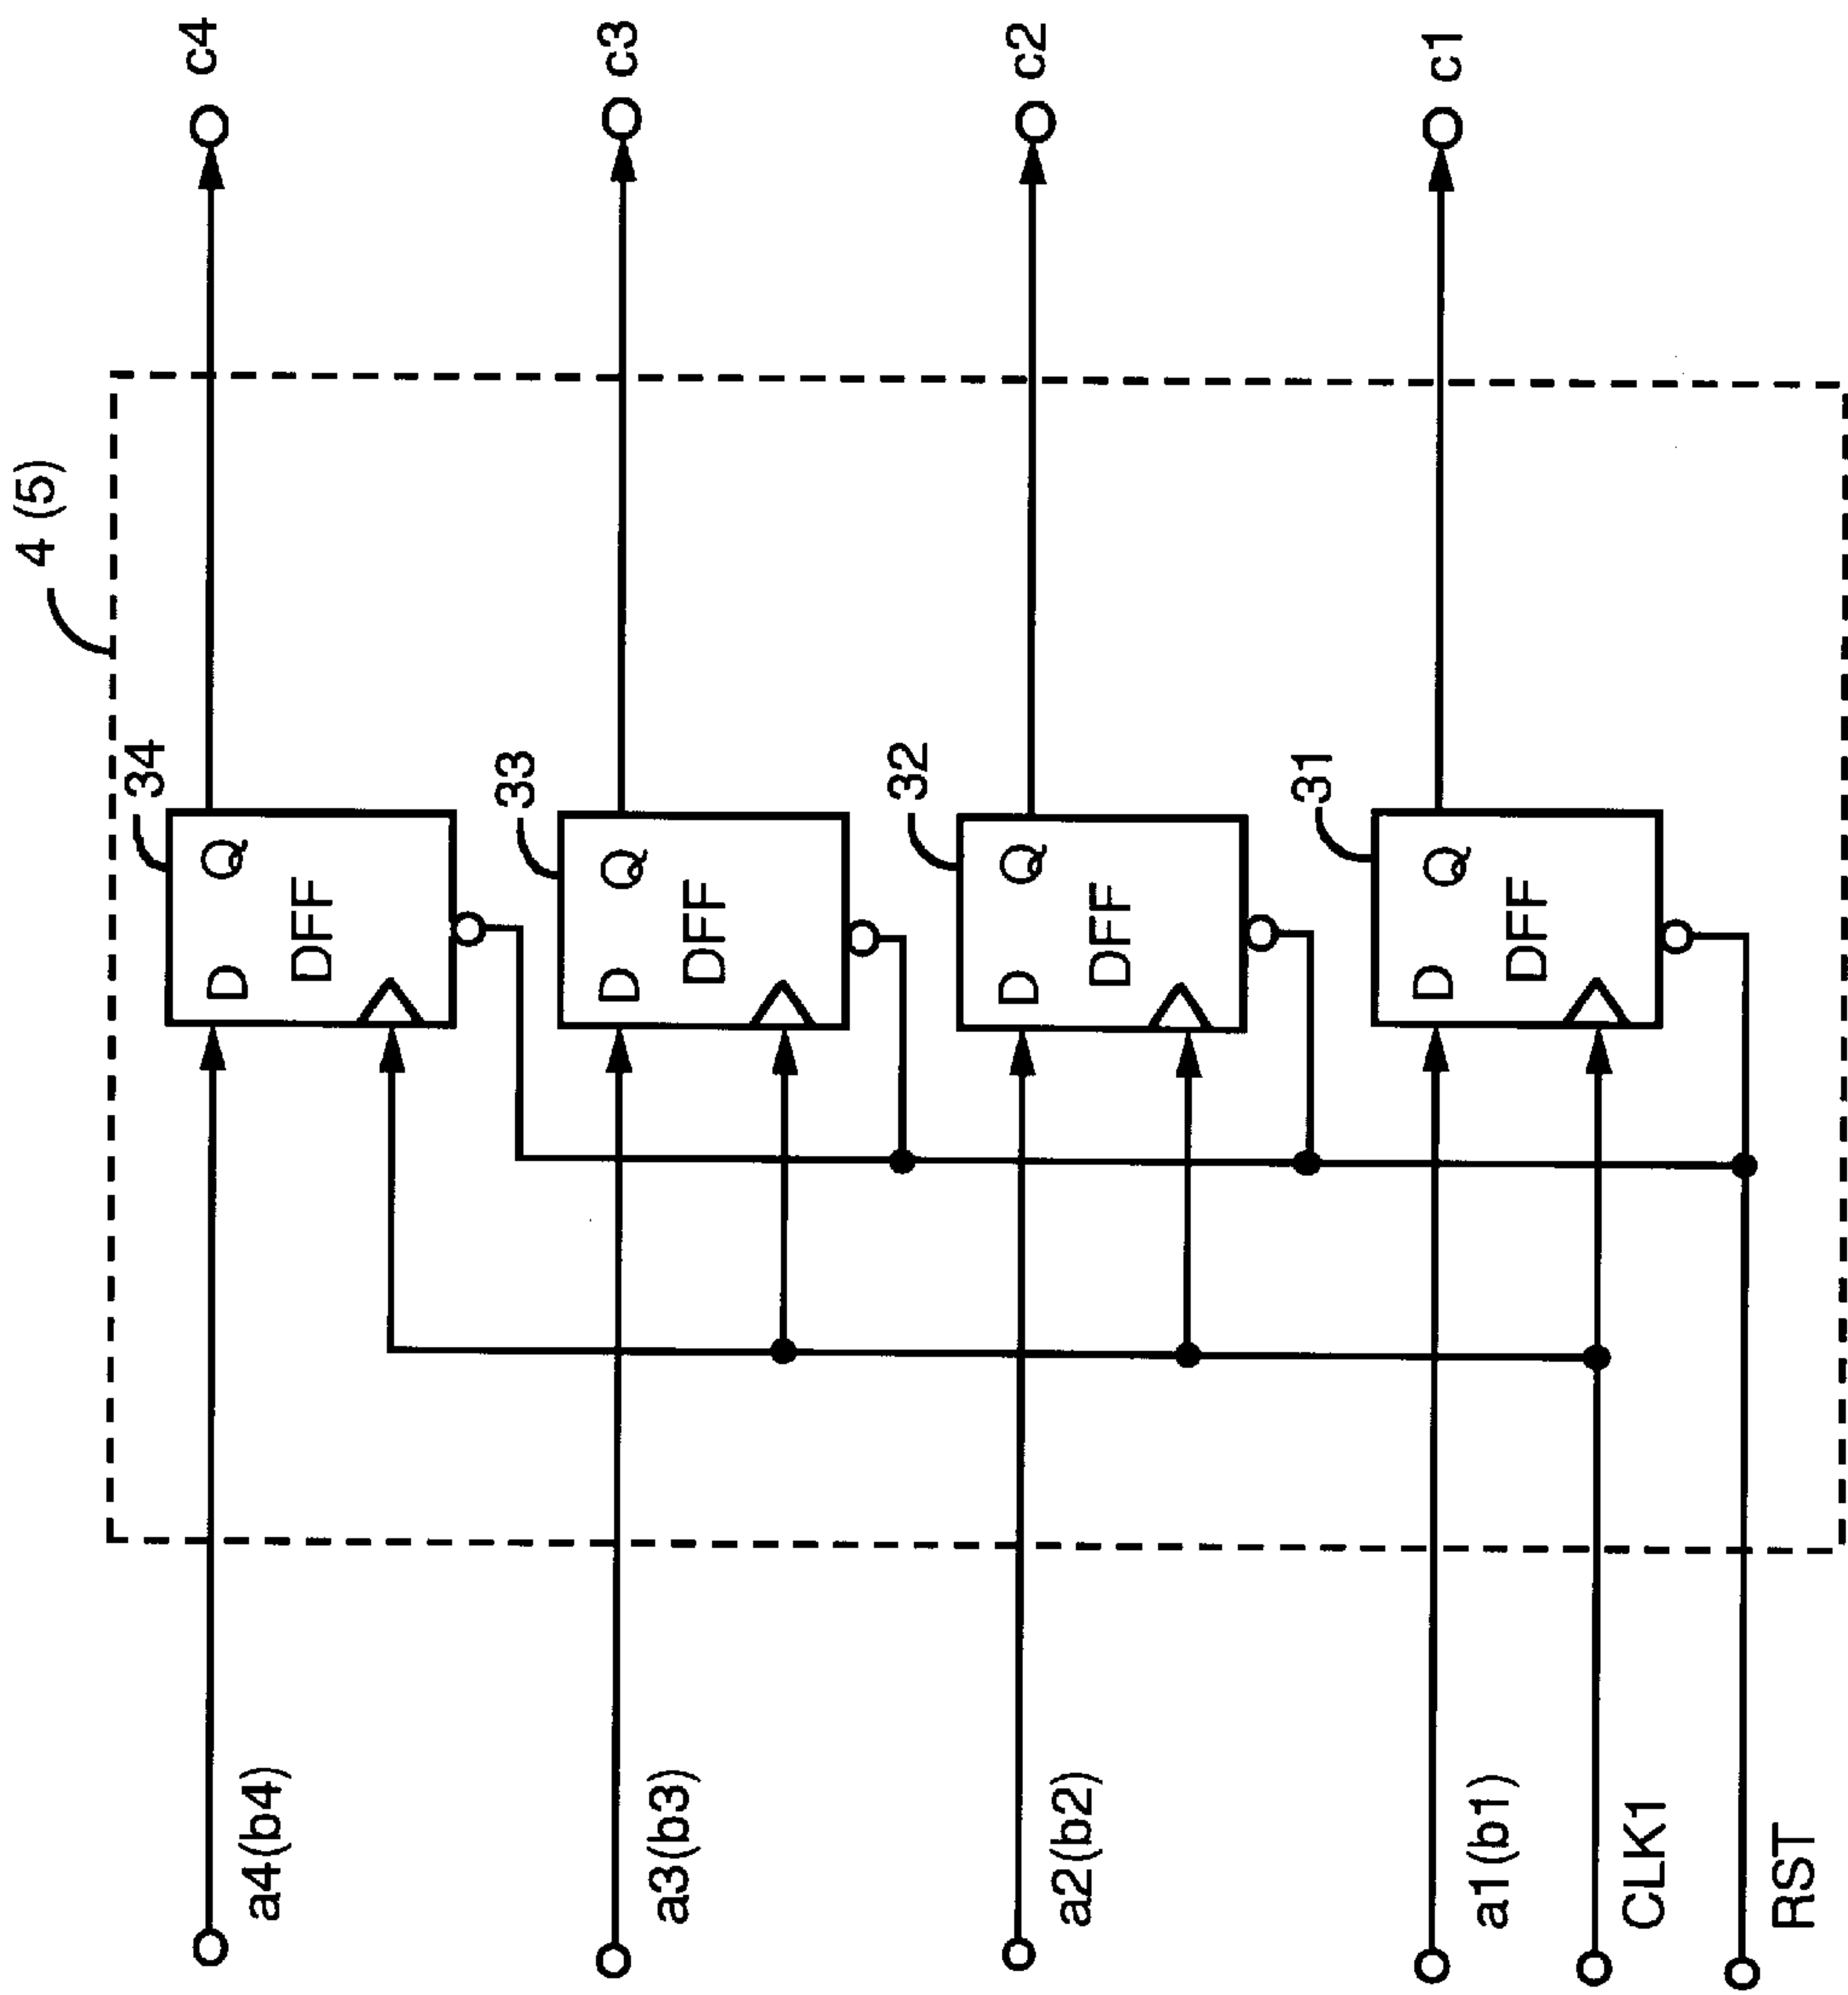 4 (5)
a4(b4)
D
Q
DFF
34
c4
a3(b3)
D
Q
DFF
33
c3
a2(b2)
D
Q
DFF
32
c2
a1(b1)
D
Q
DFF
31
c1
CLK1
RST